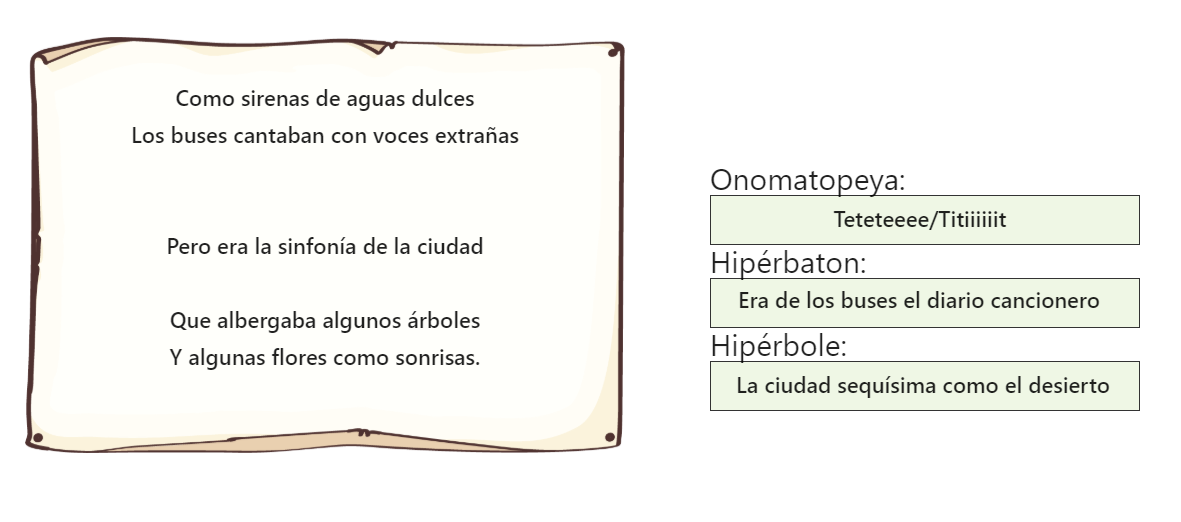 Como sirenas de aguas dulces
Los buses cantaban con voces extrañas
Pero era la sinfonía de la ciudad
Que albergaba algunos árboles
Y algunas flores como sonrisas.
Onomatopeya:
Teteteeee/Titiiiiiit
Hipérbaton:
Era de los buses el diario cancionero
Hipérbole:
La ciudad sequísima como el desierto